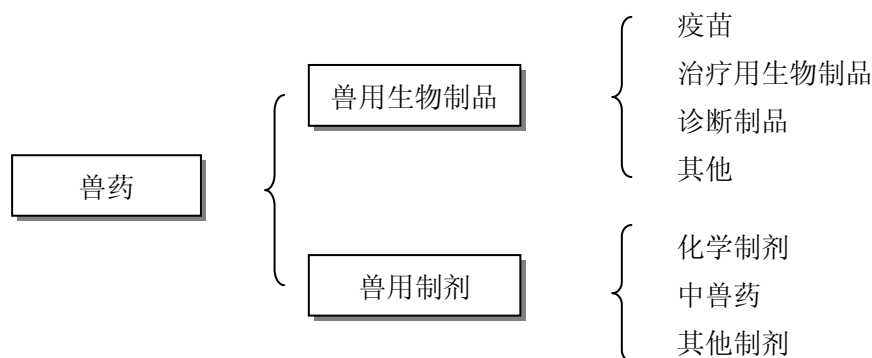 兽药
兽用生物制品
疫苗
治疗用生物制品
诊断制品
其他
兽用制剂
化学制剂
中兽药
其他制剂